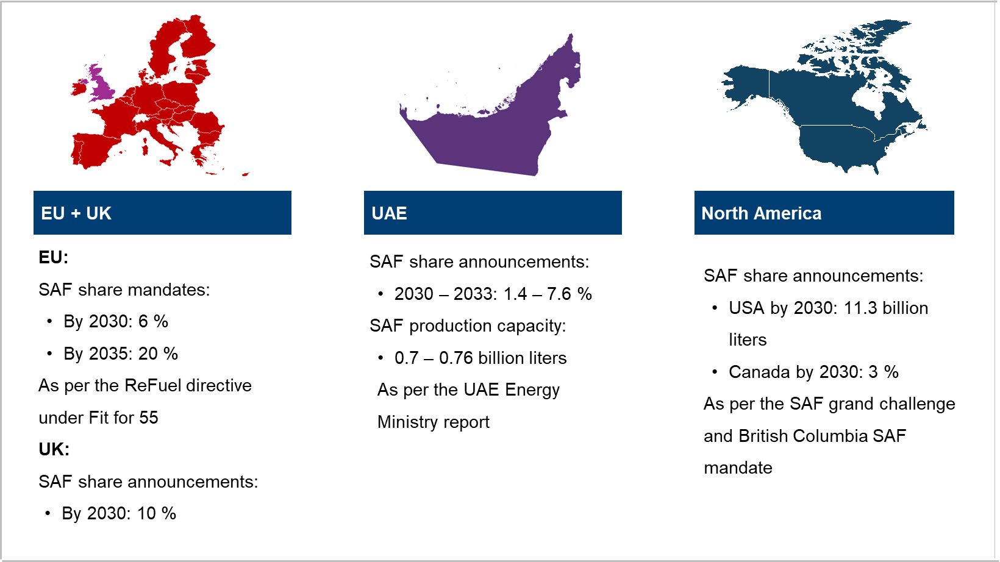 EU + UK
EU:
SAF share mandates:
• By 2030: 6 %
• By 2035: 20 %
As per the ReFuel directive
under Fit for 55
UK:
SAF share announcements:
• By 2030: 10 %
UAE
SAF share announcements:
• 2030 – 2033: 1.4 – 7.6 %
SAF production capacity:
• 0.7 – 0.76 billion liters
As per the UAE Energy
Ministry report
North America
SAF share announcements:
• USA by 2030: 11.3 billion
liters
• Canada by 2030: 3 %
As per the SAF grand challenge
and British Columbia SAF
mandate